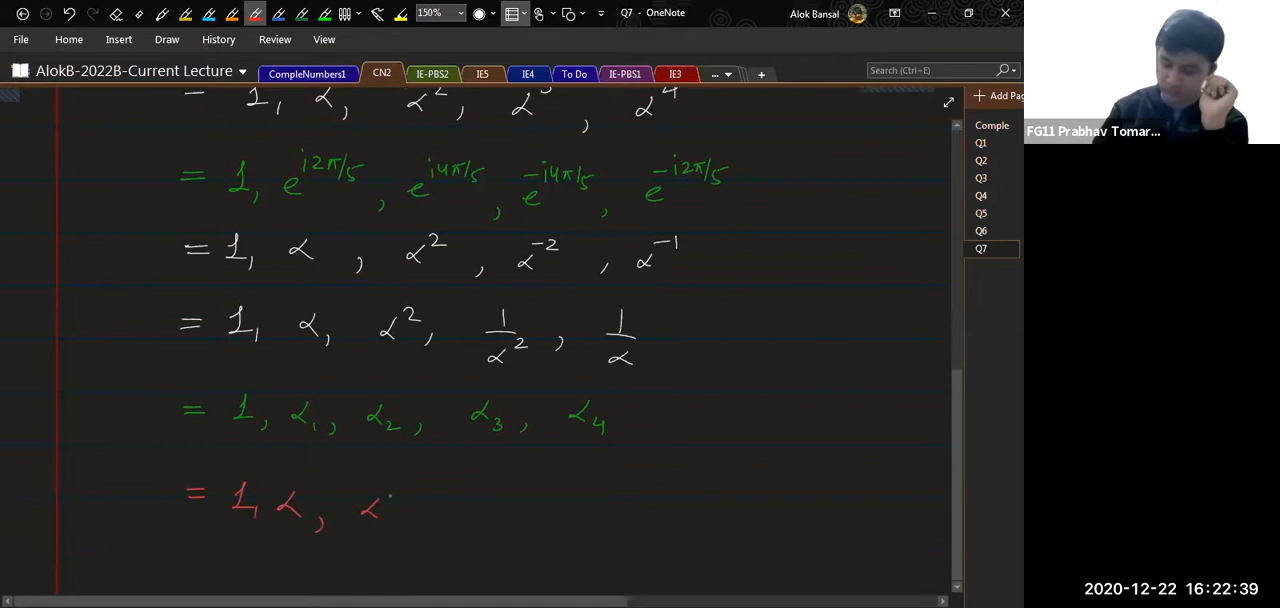 150% Q7 - OneNote Alok Bansal
File Home Insert Draw History Review View
AlokB-2022B-Current Lecture CompleNumbers1 CN2 IE-PBS2 IE5 IE4 To Do IE-PBS1 IE3 ... + Search (Ctrl+E)
+ Add Pag
Comple
Q1
Q2
Q3
Q4
Q5
Q6
Q7
FG11 Prabhav Tomar...
= 1, α, α², α³, α⁴
= 1, e^{i2π/5}, e^{i4π/5}, e^{-i4π/5}, e^{-i2π/5}
= 1, α, α², α⁻², α⁻¹
= 1, α, α², 1/α², 1/α
= 1, α₁, α₂, α₃, α₄
= 1, α, α
2020-12-22 16:22:39